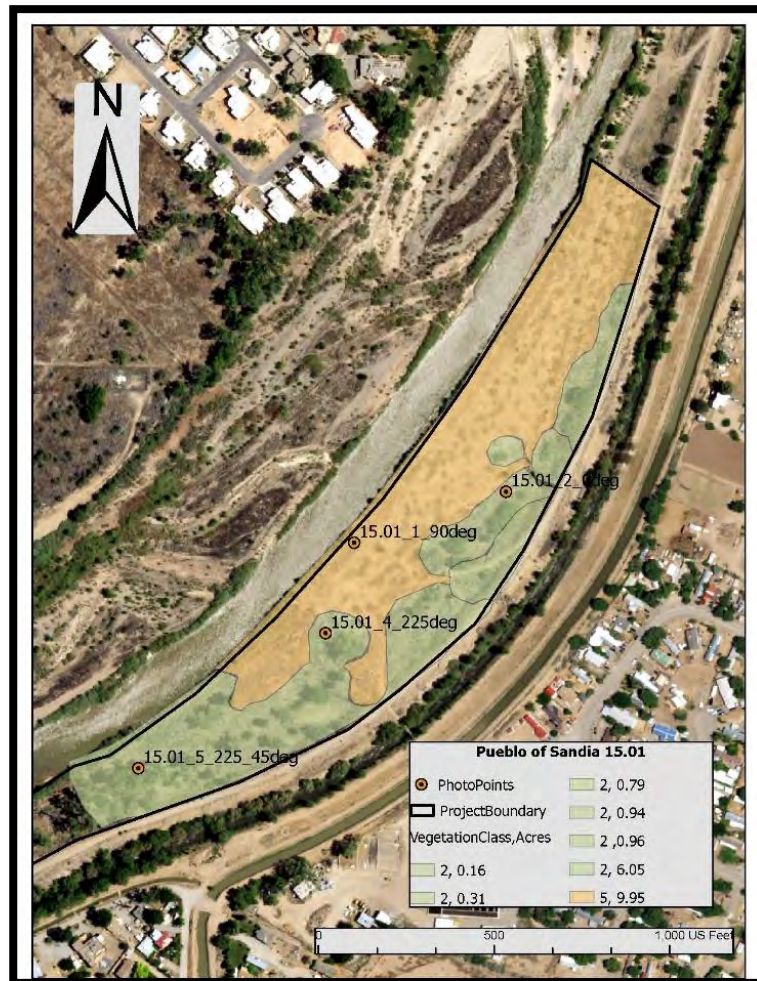 N
15.01_2_0deg
15.01_1_90deg
15.01_4_225deg
15.01_5_225_45deg
Pueblo of Sandia 15.01
PhotoPoints
ProjectBoundary
VegetationClass,Acres
2, 0.16
2, 0.31
2, 0.79
2, 0.94
2, 0.96
2, 6.05
5, 9.95
0 500 1,000 US Feet